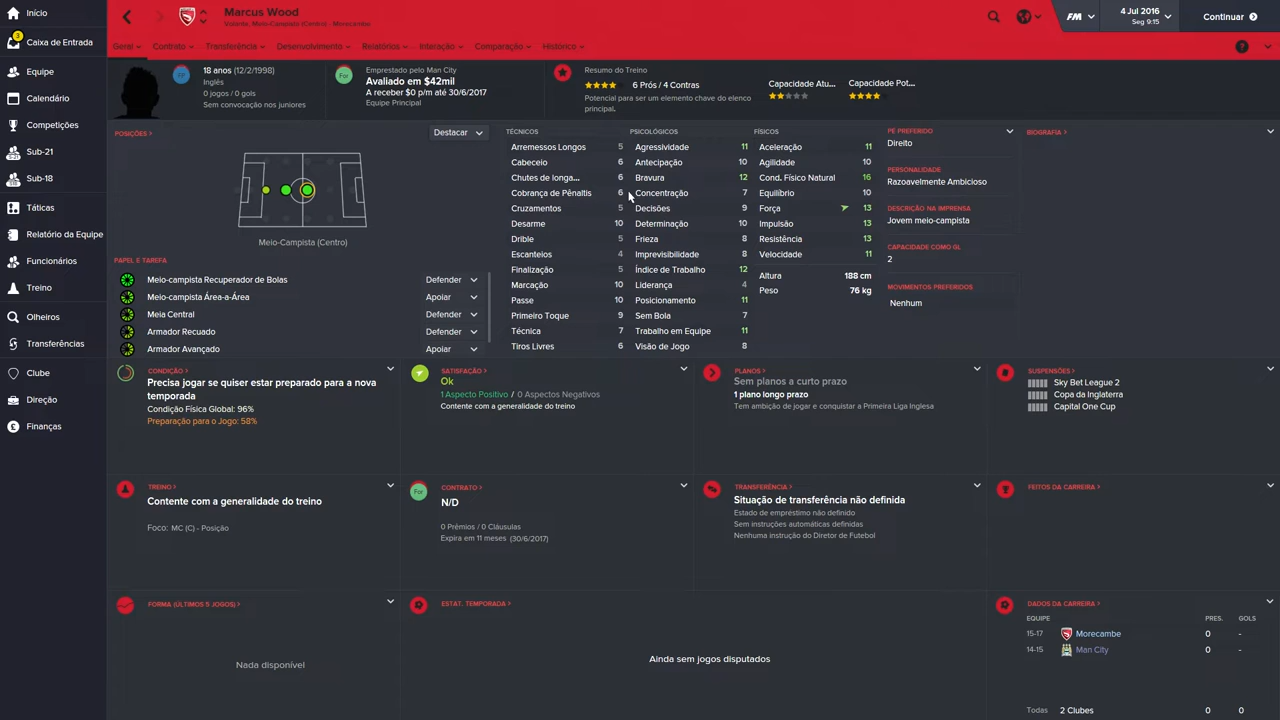 Marcus Wood
Volante, Meio-Campista (Centro) - Morecambe
FM
4 Jul 2016
Seg 9:15
Continuar
Geral
Contrato
Transferência
Desenvolvimento
Relatórios
Interação
Comparação
Histórico
?
3
Caixa de Entrada
Equipe
Calendário
Competições
S-21
Sub-21
S-18
Sub-18
Táticas
Relatório da Equipe
Funcionários
Treino
Olheiros
Transferências
Clube
Direção
Finanças
18 anos (12/2/1998)
Inglês
0 jogos / 0 gols
Sem convocação nos juniores
For
Emprestado pelo Man City
Avaliado em $42mil
A receber $0 p/m até 30/6/2017
Equipe Principal
Resumo do Treino
6 Prós / 4 Contras
Potencial para ser um elemento chave do elenco
principal.
Capacidade Atu...
Capacidade Pot...
POSIÇÕES >
Destacar
Meio-Campista (Centro)
PAPEL E TAREFA
Meio-campista Recuperador de Bolas Defender
Meio-campista Área-a-Área Apoiar
Meia Central Defender
Armador Recuado Defender
Armador Avançado Apoiar
TÉCNICOS
Arremessos Longos 5
Cabeceio 6
Chutes de longa... 6
Cobrança de Pênaltis 6
Cruzamentos 5
Desarme 10
Drible 5
Escanteios 4
Finalização 5
Marcação 10
Passe 10
Primeiro Toque 9
Técnica 7
Tiros Livres 6
PSICOLÓGICOS
Agressividade 11
Antecipação 10
Bravura 12
Concentração 7
Decisões 9
Determinação 10
Frieza 8
Imprevisibilidade 8
Índice de Trabalho 12
Liderança 4
Posicionamento 11
Sem Bola 7
Trabalho em Equipe 11
Visão de Jogo 8
FÍSICOS
Aceleração 11
Agilidade 10
Cond. Físico Natural 16
Equilíbrio 10
Força 13
Impulsão 13
Resistência 13
Velocidade 11
Altura 188 cm
Peso 76 kg
PÉ PREFERIDO
Direito
PERSONALIDADE
Razoavelmente Ambicioso
DESCRIÇÃO NA IMPRENSA
Jovem meio-campista
CAPACIDADE COMO GL
2
MOVIMENTOS PREFERIDOS
Nenhum
BIOGRAFIA >
CONDIÇÃO >
Precisa jogar se quiser estar preparado para a nova
temporada
Condição Física Global: 96%
Preparação para o Jogo: 58%
SATISFAÇÃO >
Ok
1 Aspecto Positivo / 0 Aspectos Negativos
Contente com a generalidade do treino
PLANOS >
Sem planos a curto prazo
1 plano longo prazo
Tem ambição de jogar e conquistar a Primeira Liga Inglesa
SUSPENSÕES >
Sky Bet League 2
Copa da Inglaterra
Capital One Cup
TREINO >
Contente com a generalidade do treino
Foco: MC (C) - Posição
For
CONTRATO >
N/D
0 Prêmios / 0 Cláusulas
Expira em 11 meses (30/6/2017)
TRANSFERÊNCIA >
Situação de transferência não definida
Estado de empréstimo não definido
Sem instruções automáticas definidas
Nenhuma instrução do Diretor de Futebol
FEITOS DA CARREIRA >
FORMA (ÚLTIMOS 5 JOGOS) >
Nada disponível
ESTAT. TEMPORADA >
Ainda sem jogos disputados
DADOS DA CARREIRA >
EQUIPE PRES. GOLS
15-17 Morecambe 0 -
14-15 Man City 0 -
Todas 2 Clubes 0 0